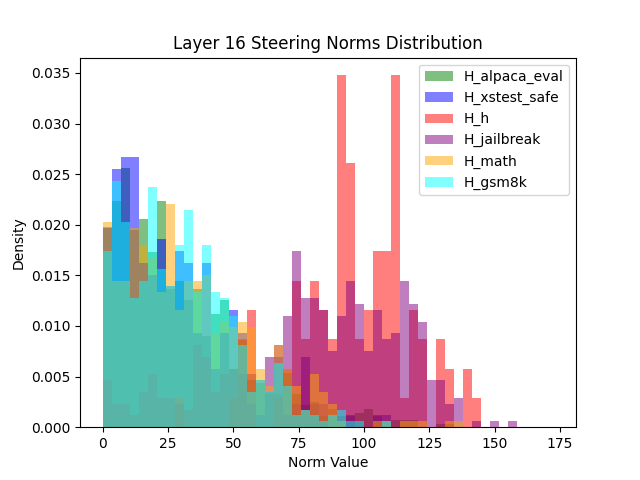 Layer 16 Steering Norms Distribution
0.035
0.030
0.025
0.020
0.015
0.010
0.005
0.000
Density
H_alpaca_eval
H_xstest_safe
H_h
H_jailbreak
H_math
H_gsm8k
0 25 50 75 100 125 150 175
Norm Value